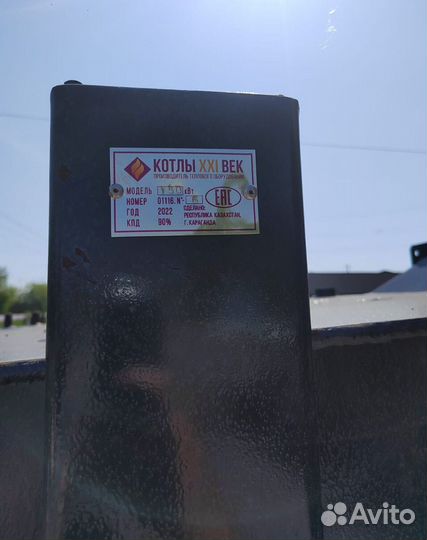 КОТЛЫ XXI ВЕК
ПРОИЗВОДИТЕЛЬ ТЕПЛОВОГО ОБОРУДОВАНИЯ
МОДЕЛЬ кВт
НОМЕР 01116.N-
ГОД 2022
КПД 90%
СДЕЛАНО:
РЕСПУБЛИКА КАЗАХСТАН,
Г. КАРАГАНДА
EAC
Avito